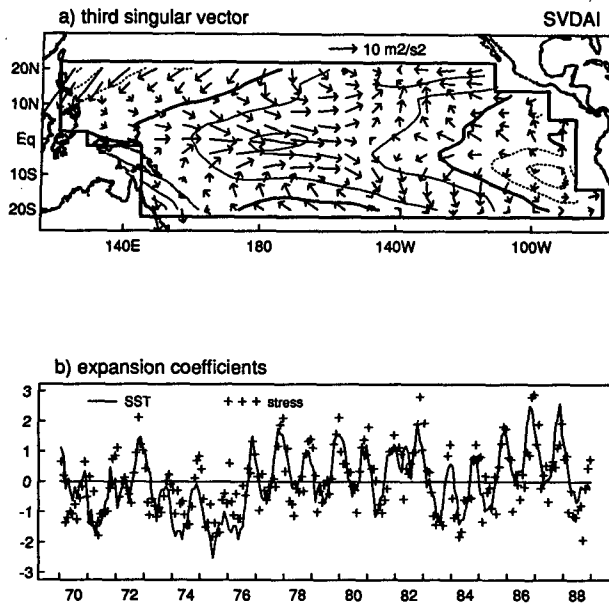 a) third singular vector SVDAI
10 m2/s2
20N
10N
Eq
10S
20S
140E 180 140W 100W
b) expansion coefficients
SST +++ stress
3
2
1
0
-1
-2
-3
70 72 74 76 78 80 82 84 86 88